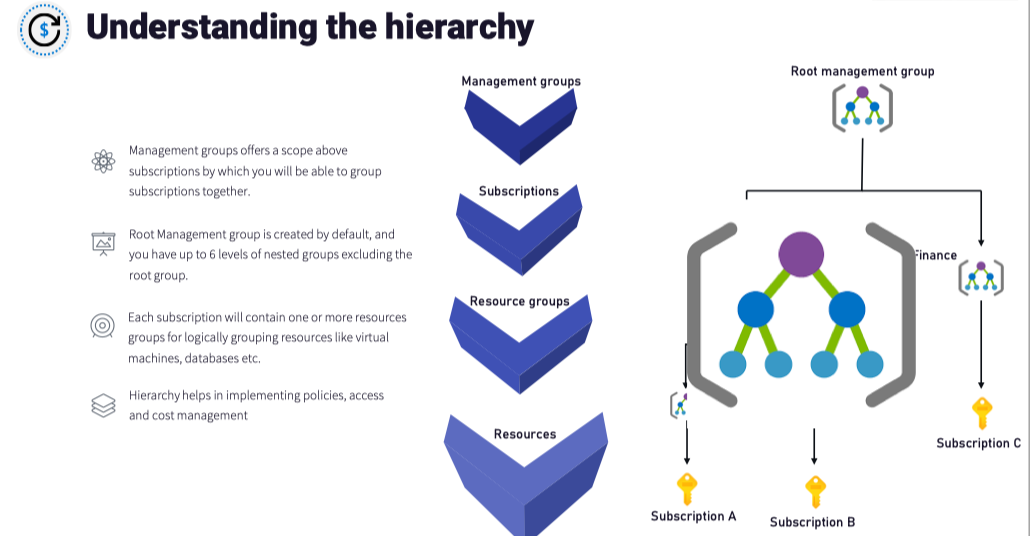 Understanding the hierarchy
Management groups offers a scope above
subscriptions by which you will be able to group
subscriptions together.
Root Management group is created by default, and
you have up to 6 levels of nested groups excluding the
root group.
Each subscription will contain one or more resources
groups for logically grouping resources like virtual
machines, databases etc.
Hierarchy helps in implementing policies, access
and cost management
Management groups
Subscriptions
Resource groups
Resources
Root management group
Finance
Subscription A
Subscription B
Subscription C